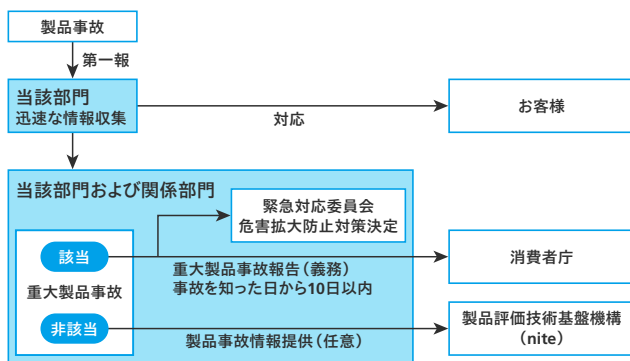 製品事故
第一報
当該部門
迅速な情報収集
対応
お客様
当該部門および関係部門
緊急対応委員会
危害拡大防止対策決定
該当
重大製品事故
非該当
重大製品事故報告（義務）
事故を知った日から10日以内
消費者庁
製品事故情報提供（任意）
製品評価技術基盤機構
（nite）